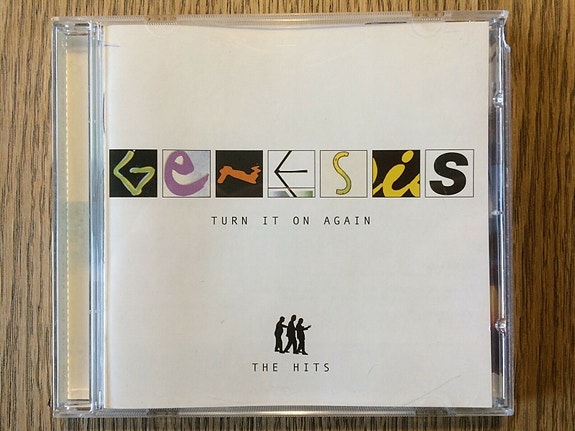 GENESIS
TURN IT ON AGAIN
THE HITS